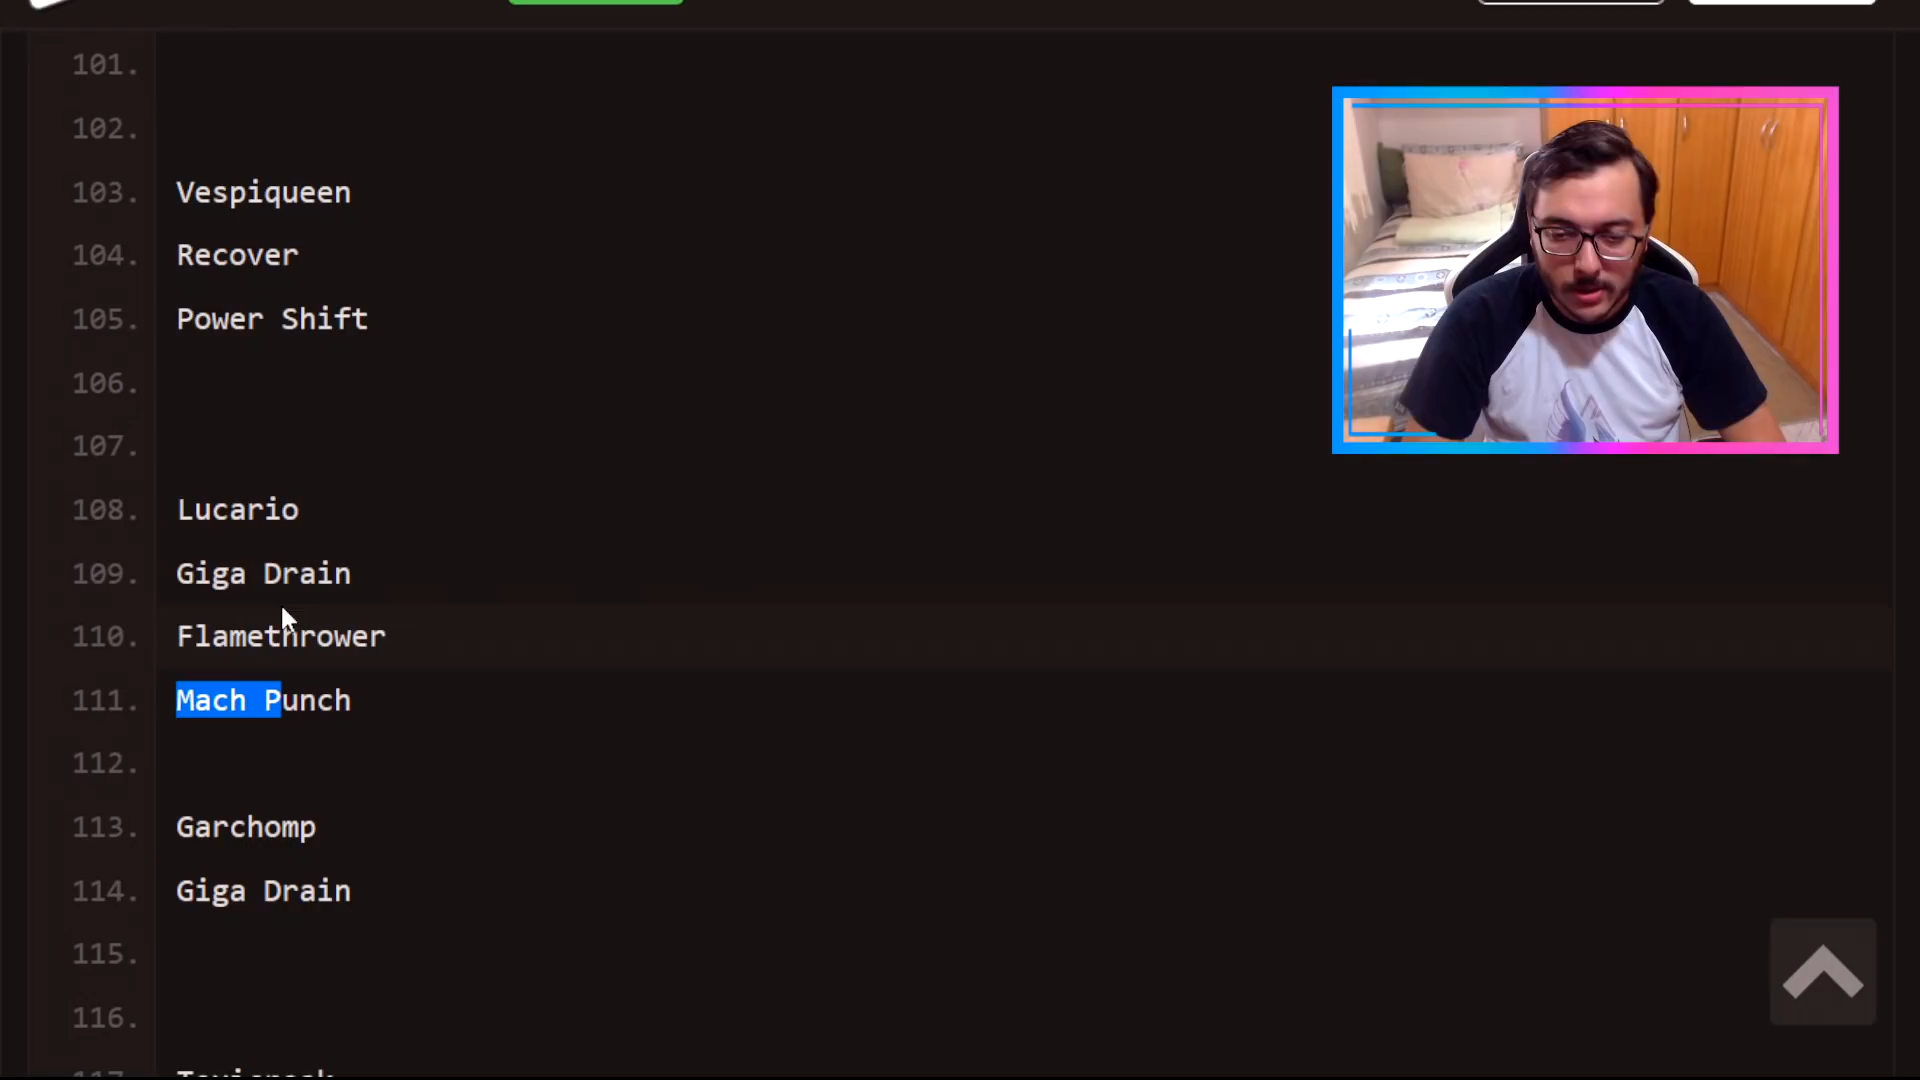 101.
102.
103. Vespiqueen
104. Recover
105. Power Shift
106.
107.
108. Lucario
109. Giga Drain
110. Flamethrower
111. Mach Punch
112.
113. Garchomp
114. Giga Drain
115.
116.